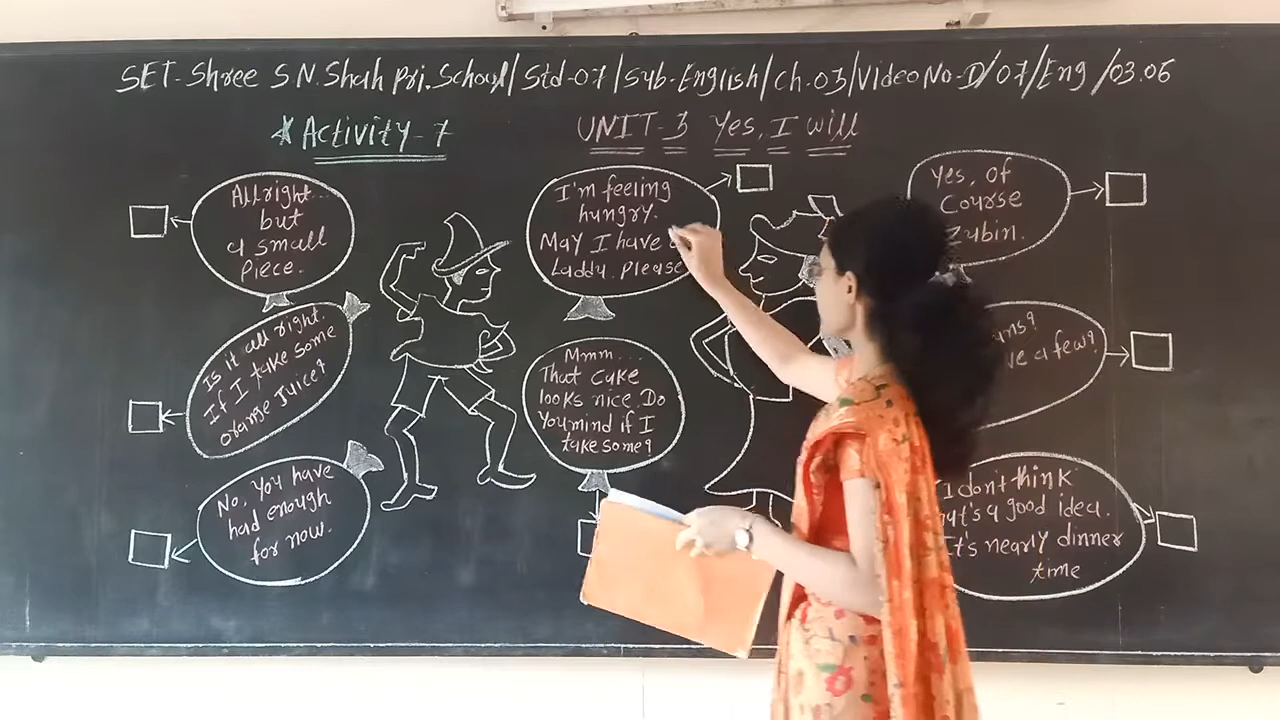 SET-Shree S N. Shah Pri. School/Std-07/Sub-English/Ch.03/Video No-D/07/Eng/03.06
*Activity-7
UNIT-3 Yes, I will
Allright...
but
a small
Piece.
Is it all right.
If I take some
orange Juice?
No, You have
had enough
for now.
I'm feeling
hungry.
May I have a
Laddu. please
Mmm...
That cake
looks nice. Do
You mind if I
take some?
Yes, Of
Course
Zubin.
a few?
I don't think
a good idea.
It's nearly dinner
time